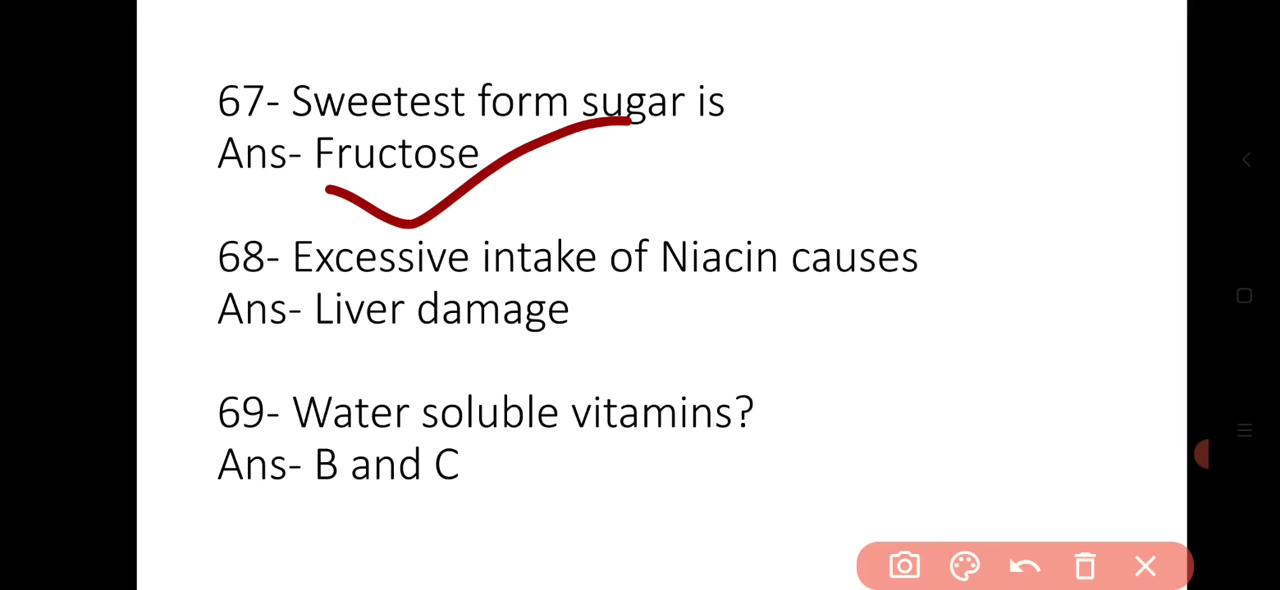 67- Sweetest form sugar is
Ans- Fructose
68- Excessive intake of Niacin causes
Ans- Liver damage
69- Water soluble vitamins?
Ans- B and C